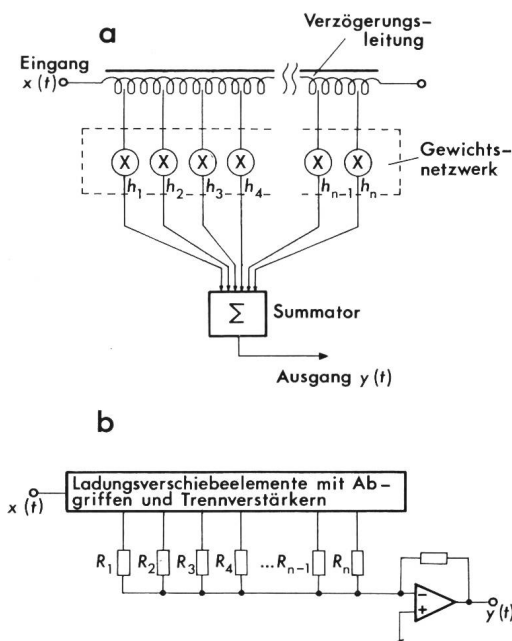 a
Verzögerungs-
leitung
Eingang
x (t)
Gewichts-
netzwerk
X X X X X X
h1 h2 h3 h4 hn-1 hn
Σ
Summator
Ausgang y (t)
b
Ladungsverschiebeelemente mit Ab-
griffen und Trennverstärkern
x (t)
R1 R2 R3 R4 ...Rn-1 Rn
−
+
y(t)